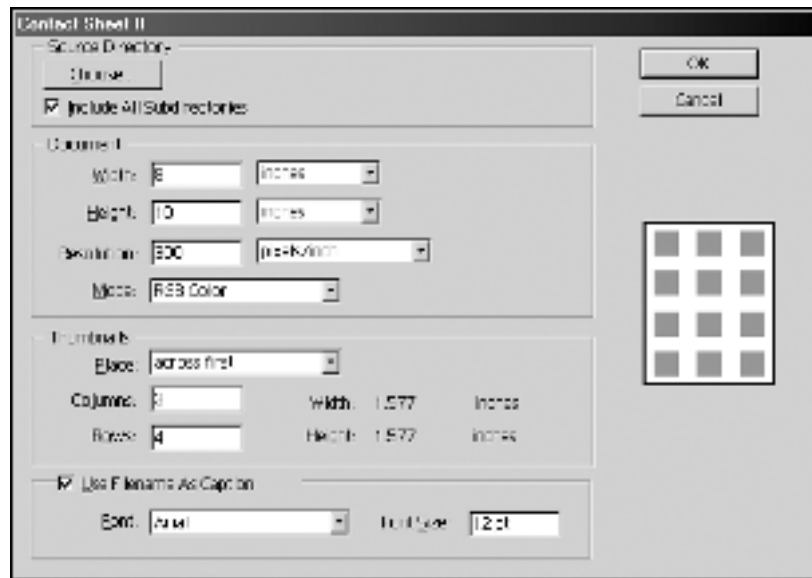 Contact Sheet II
Source Directory
Choose...
Include All Subdirectories
OK
Cancel
Document
Width: 8 inches
Height: 10 inches
Resolution: 300 pixels/inch
Mode: RGB Color
Thumbnails
Place: across first
Columns: 3 Width: 1.577 inches
Rows: 4 Height: 1.577 inches
Use Filename As Caption
Font: Arial Font Size: 12 pt